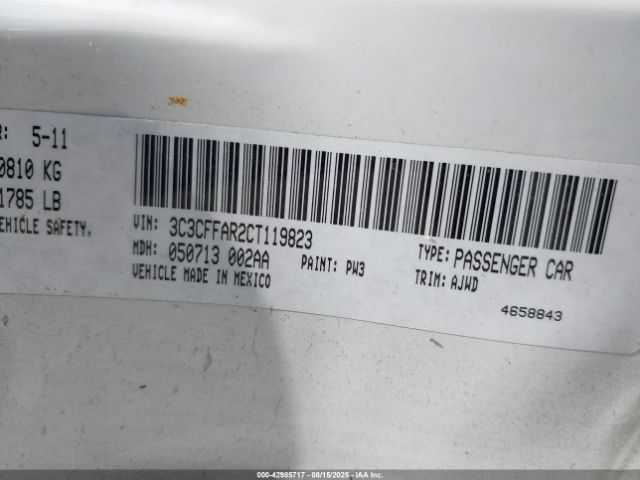 R: 5-11
0810 KG
1785 LB
EHICLE SAFETY,
VIN: 3C3CFFAR2CT119823
MDH: 050713 002AA
PAINT: PW3
VEHICLE MADE IN MEXICO
TYPE: PASSENGER CAR
TRIM: AJWD
4658843
000-42985717 - 08/15/2025 - IAA Inc.